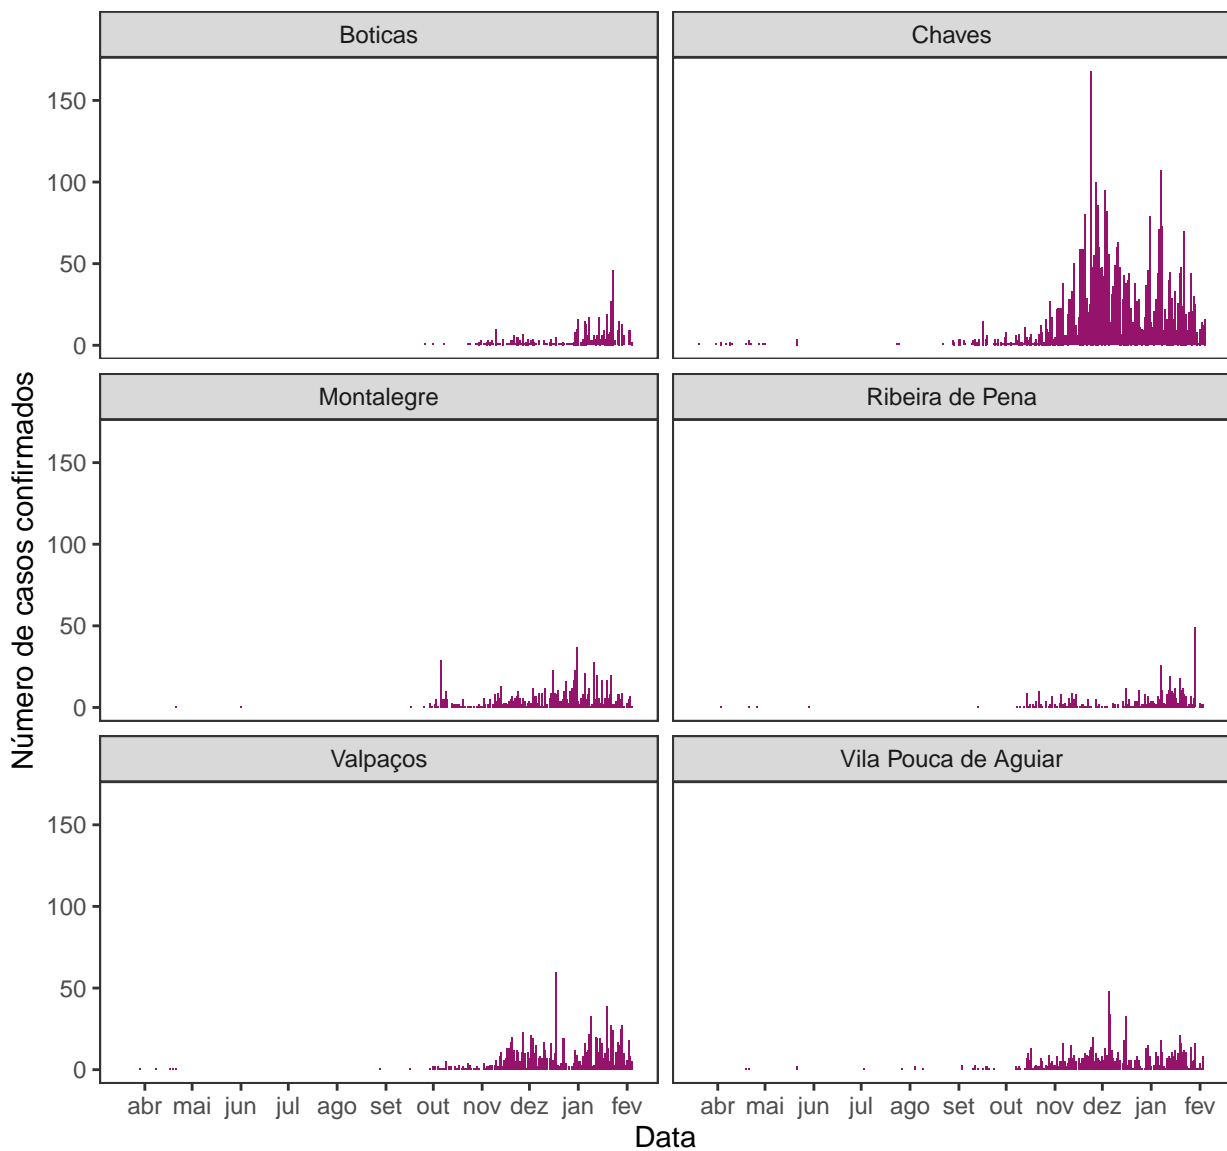 Boticas
Chaves
150
100
50
0
Montalegre
Ribeira de Pena
150
100
50
0
Número de casos confirmados
Valpaços
Vila Pouca de Aguiar
150
100
50
0
abr mai jun jul ago set out nov dez jan fev
abr mai jun jul ago set out nov dez jan fev
Data